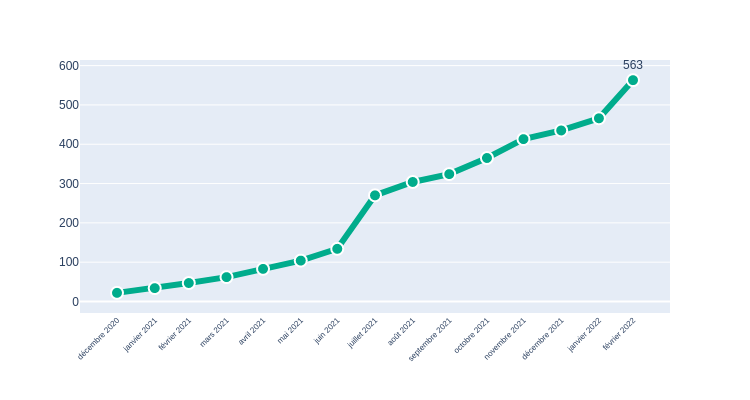 563
600
500
400
300
200
100
0
décembre 2020
janvier 2021
février 2021
mars 2021
avril 2021
mai 2021
juin 2021
juillet 2021
août 2021
septembre 2021
octobre 2021
novembre 2021
décembre 2021
janvier 2022
février 2022